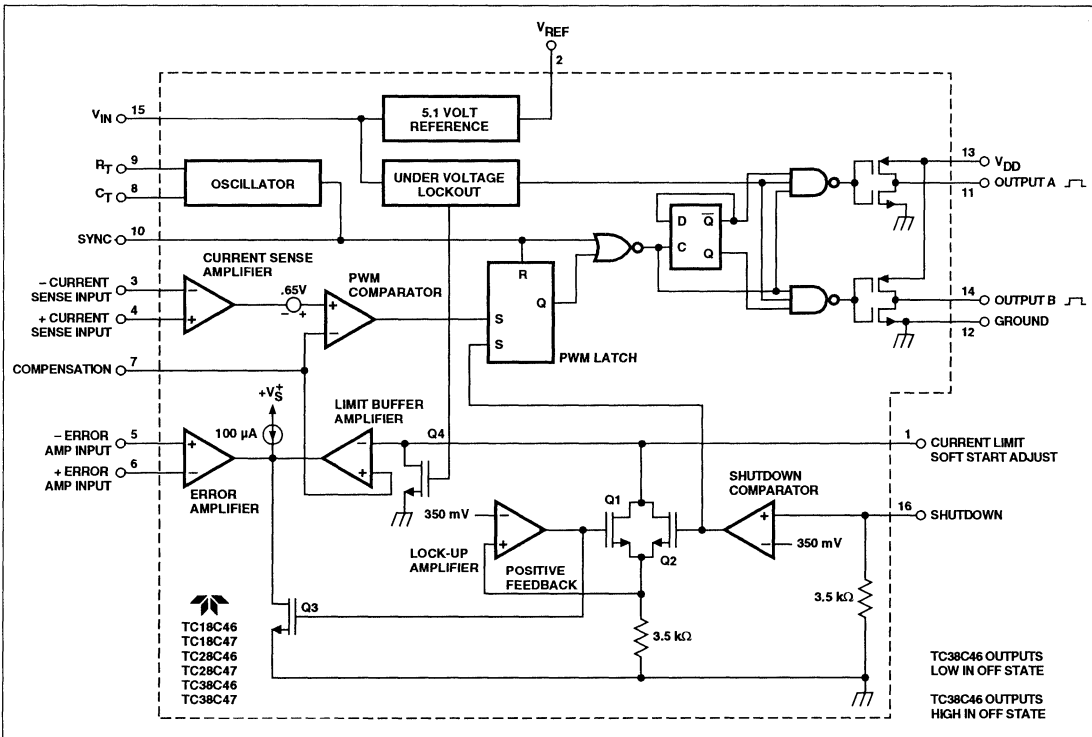 VREF
2
VIN
15
5.1 VOLT
REFERENCE
RT
9
CT
8
OSCILLATOR
UNDER VOLTAGE
LOCKOUT
13
VDD
11
OUTPUT A
D
Q
C
Q
SYNC
10
CURRENT SENSE
AMPLIFIER
– CURRENT
SENSE INPUT
3
+ CURRENT
SENSE INPUT
4
–
+
.65V
–
+
PWM
COMPARATOR
+
–
R
Q
S
S
PWM LATCH
14
OUTPUT B
12
GROUND
COMPENSATION
7
+VS+
100 µA
LIMIT BUFFER
AMPLIFIER
–
+
Q4
– ERROR
AMP INPUT
5
+ ERROR
AMP INPUT
6
+
–
ERROR
AMPLIFIER
1
CURRENT LIMIT
SOFT START ADJUST
350 mV
–
+
LOCK-UP
AMPLIFIER
POSITIVE
FEEDBACK
Q1
Q2
SHUTDOWN
COMPARATOR
+
–
350 mV
16
SHUTDOWN
3.5 kΩ
3.5 kΩ
Q3
TC18C46
TC18C47
TC28C46
TC28C47
TC38C46
TC38C47
TC38C46 OUTPUTS
LOW IN OFF STATE
TC38C46 OUTPUTS
HIGH IN OFF STATE